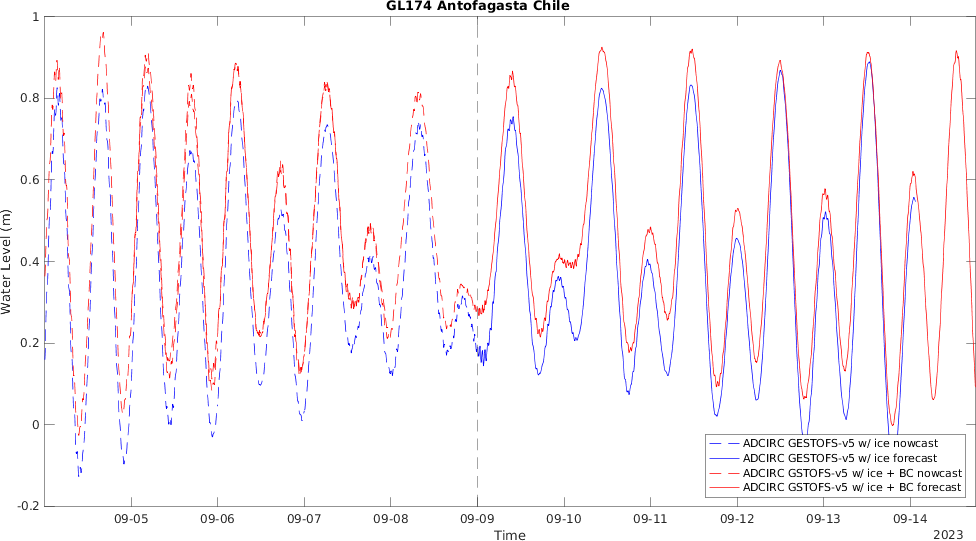 GL174 Antofagasta Chile
1
0.8
0.6
0.4
0.2
0
-0.2
Water Level (m)
ADCIRC GESTOFS-v5 w/ ice nowcast
ADCIRC GESTOFS-v5 w/ ice forecast
ADCIRC GSTOFS-v5 w/ ice + BC nowcast
ADCIRC GSTOFS-v5 w/ ice + BC forecast
09-05 09-06 09-07 09-08 09-09 09-10 09-11 09-12 09-13 09-14
Time
2023